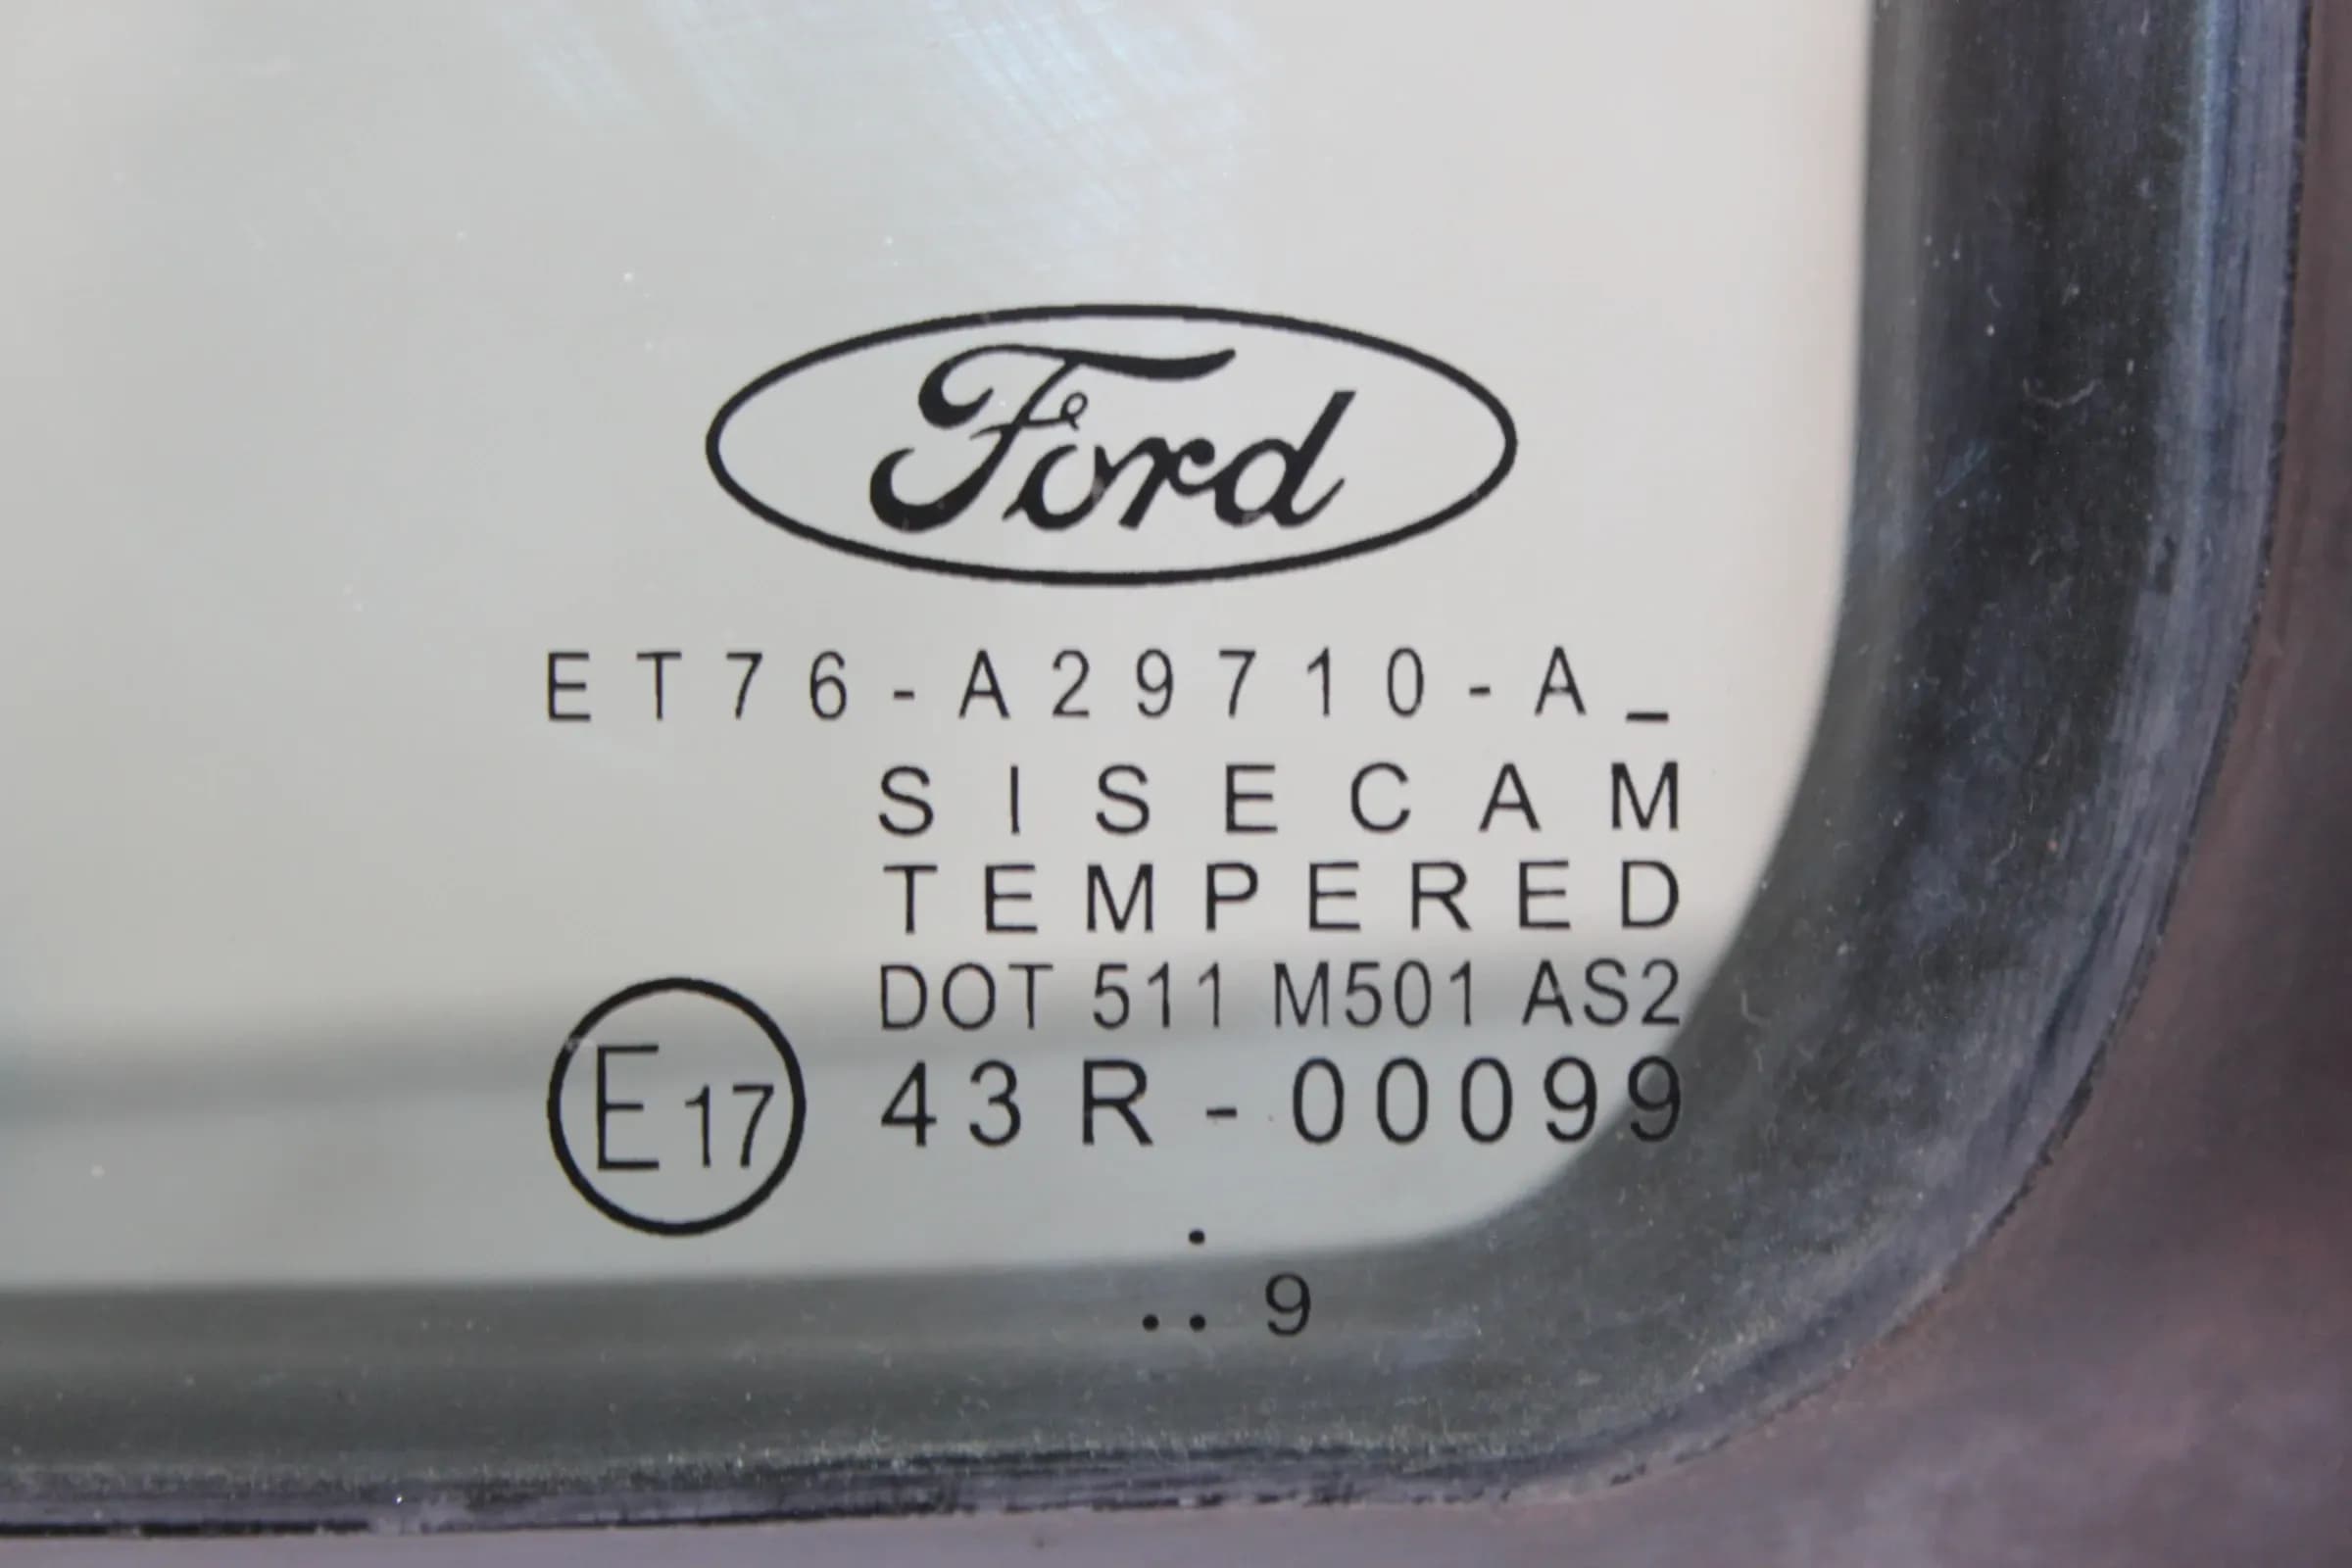 Ford
ET76-A29710-A_
SISECAM
TEMPERED
DOT 511 M501 AS2
E17 43R-00099
.
.. 9